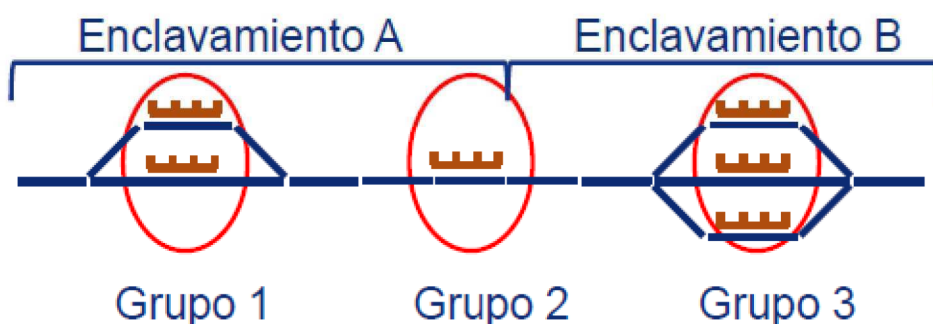 Enclavamiento A
Enclavamiento B
Grupo 1
Grupo 2
Grupo 3